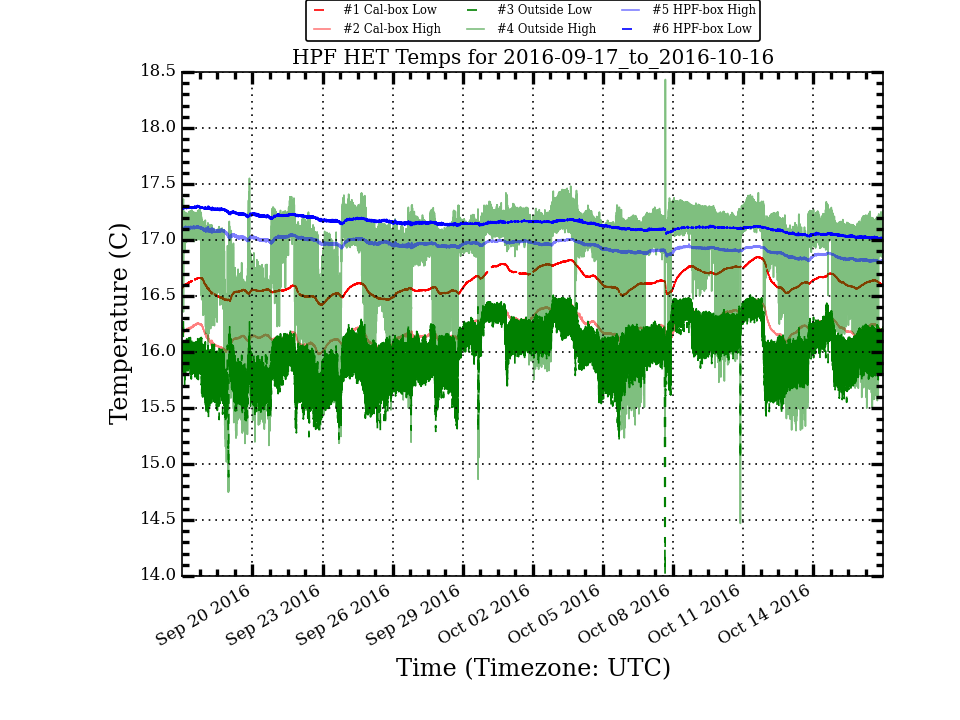 #1 Cal-box Low #3 Outside Low #5 HPF-box High
#2 Cal-box High #4 Outside High #6 HPF-box Low
HPF HET Temps for 2016-09-17_to_2016-10-16
18.5
18.0
17.5
17.0
16.5
16.0
15.5
15.0
14.5
14.0
Temperature (C)
Sep 20 2016
Sep 23 2016
Sep 26 2016
Sep 29 2016
Oct 02 2016
Oct 05 2016
Oct 08 2016
Oct 11 2016
Oct 14 2016
Time (Timezone: UTC)